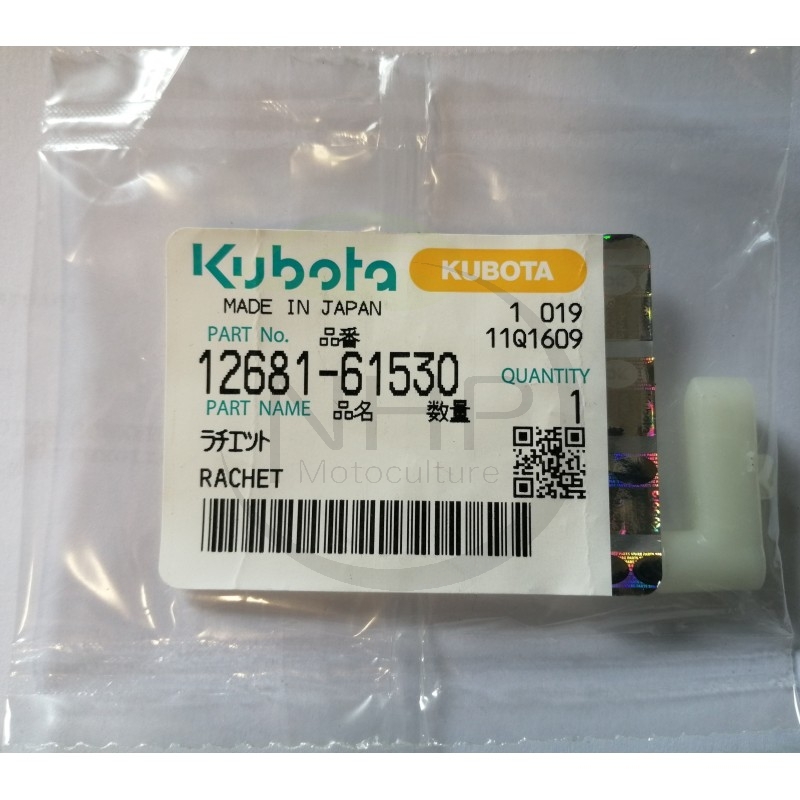 Kubota KUBOTA
MADE IN JAPAN 1 019
PART No. 品番 11Q1609
12681-61530 QUANTITY
PART NAME 品名 数量 1
ラチエツト
RACHET
NHP
Motoculture